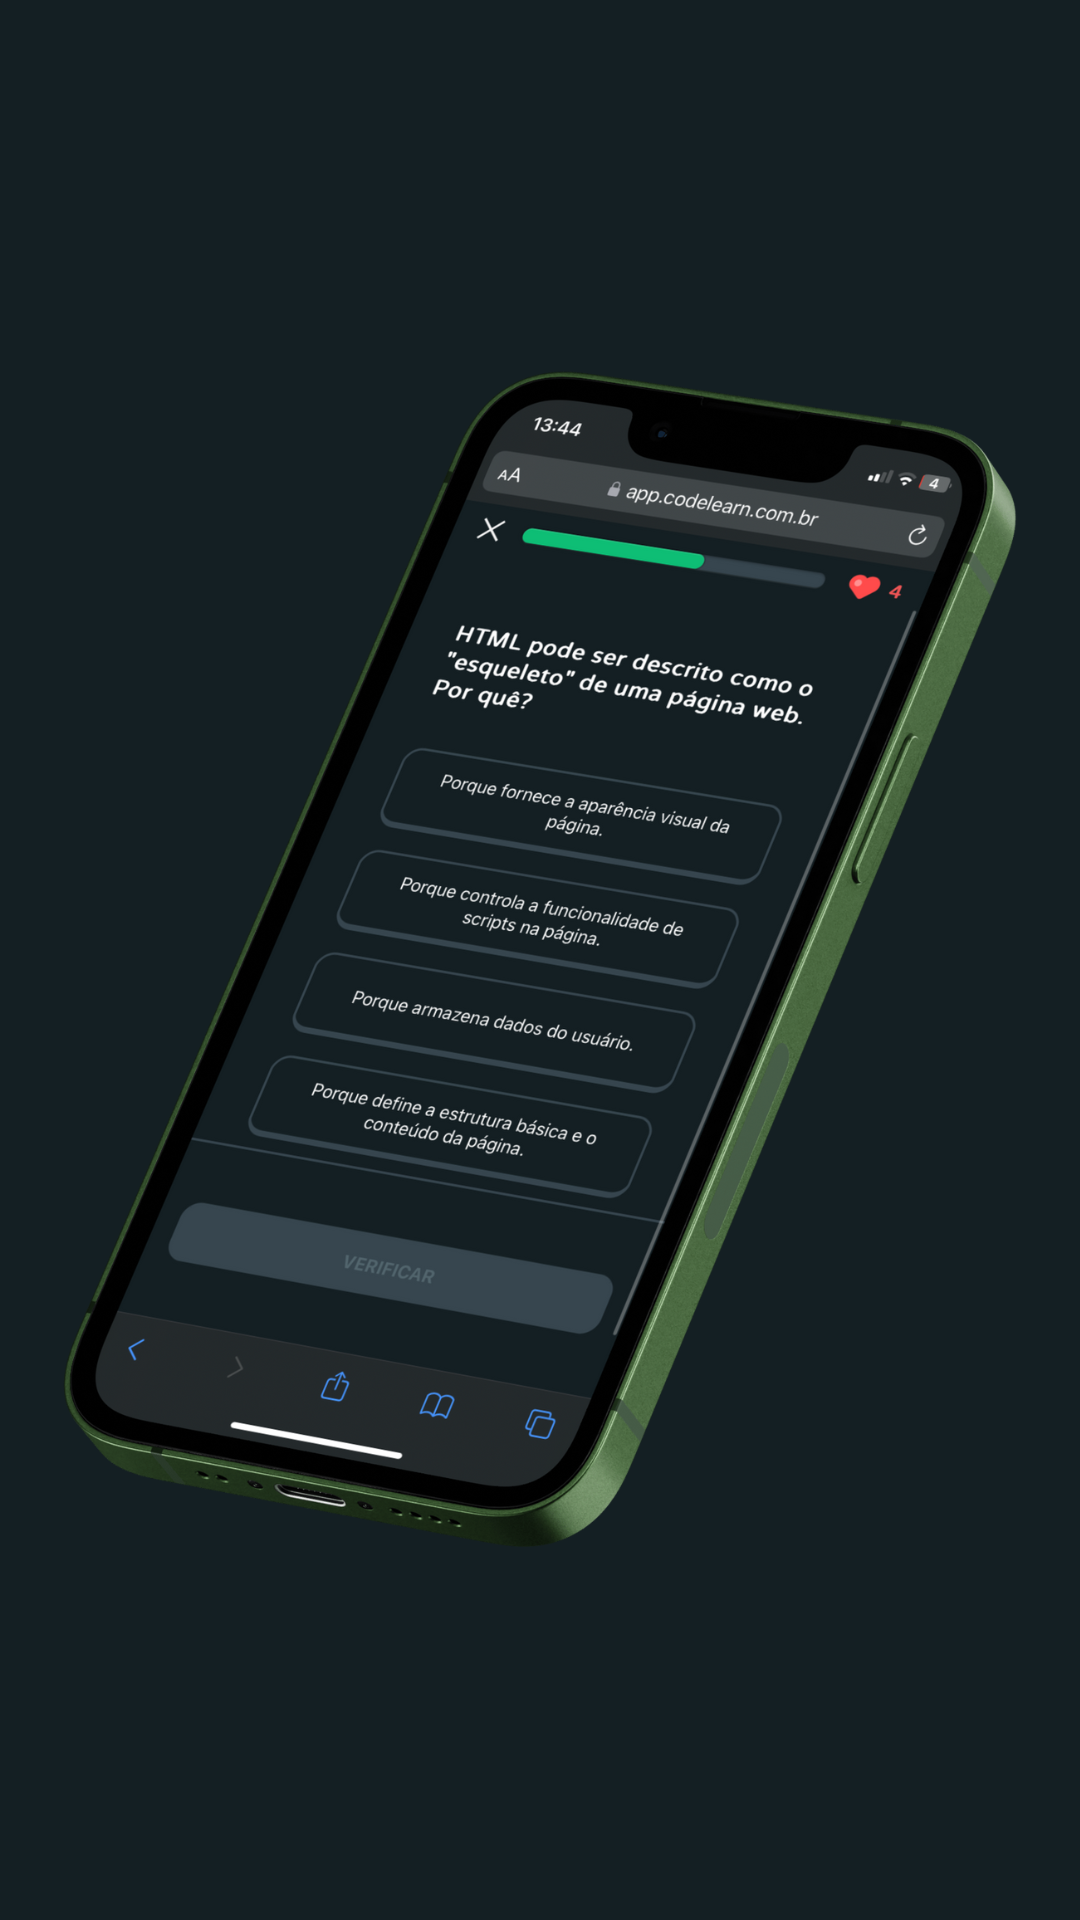 13:44
4
AA
app.codelearn.com.br
4
HTML pode ser descrito como o
"esqueleto" de uma página web.
Por quê?
Porque fornece a aparência visual da
página.
Porque controla a funcionalidade de
scripts na página.
Porque armazena dados do usuário.
Porque define a estrutura básica e o
conteúdo da página.
VERIFICAR